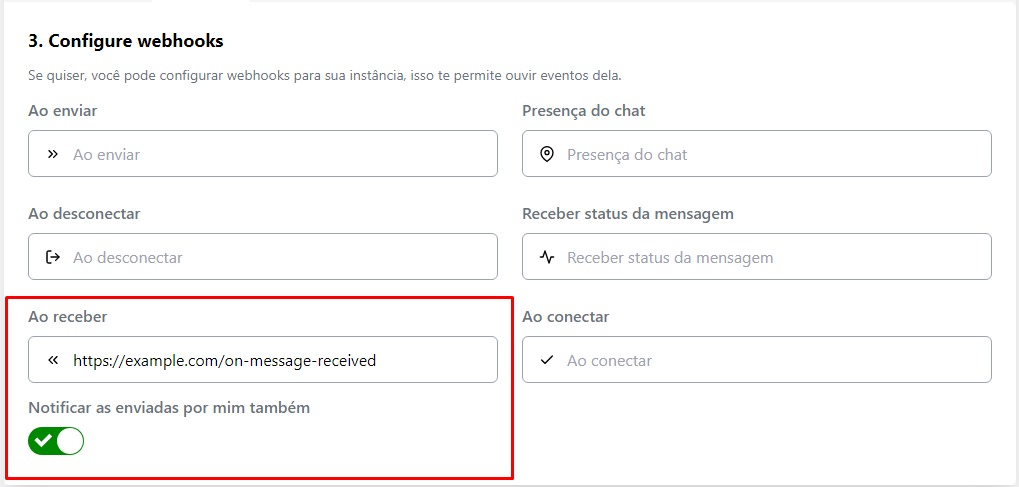 3. Configure webhooks
Se quiser, você pode configurar webhooks para sua instância, isso te permite ouvir eventos dela.
Ao enviar
Ao enviar
Presença do chat
Presença do chat
Ao desconectar
Ao desconectar
Receber status da mensagem
Receber status da mensagem
Ao receber
https://example.com/on-message-received
Notificar as enviadas por mim também
Ao conectar
Ao conectar